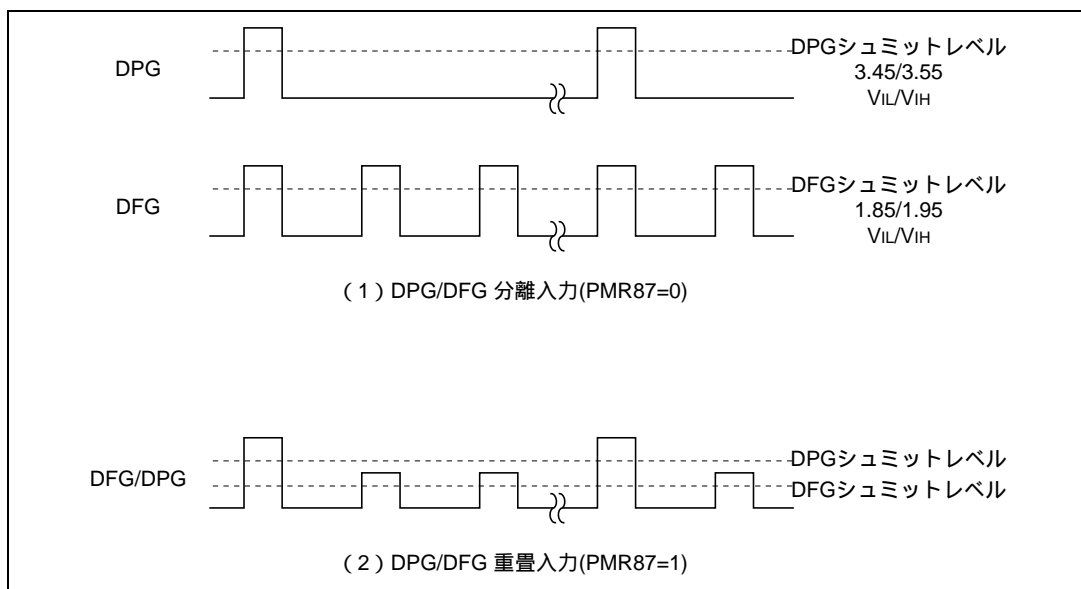 DPG
DPGシュミットレベル
3.45/3.55
VIL/VIH
DFG
DFGシュミットレベル
1.85/1.95
VIL/VIH
（1）DPG/DFG 分離入力(PMR87=0)
DFG/DPG
DPGシュミットレベル
DFGシュミットレベル
（2）DPG/DFG 重畳入力(PMR87=1)